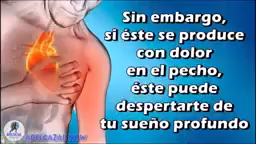 Sin embargo,
si éste se produce
con dolor
en el pecho,
éste puede
despertarte de
tu sueño profundo